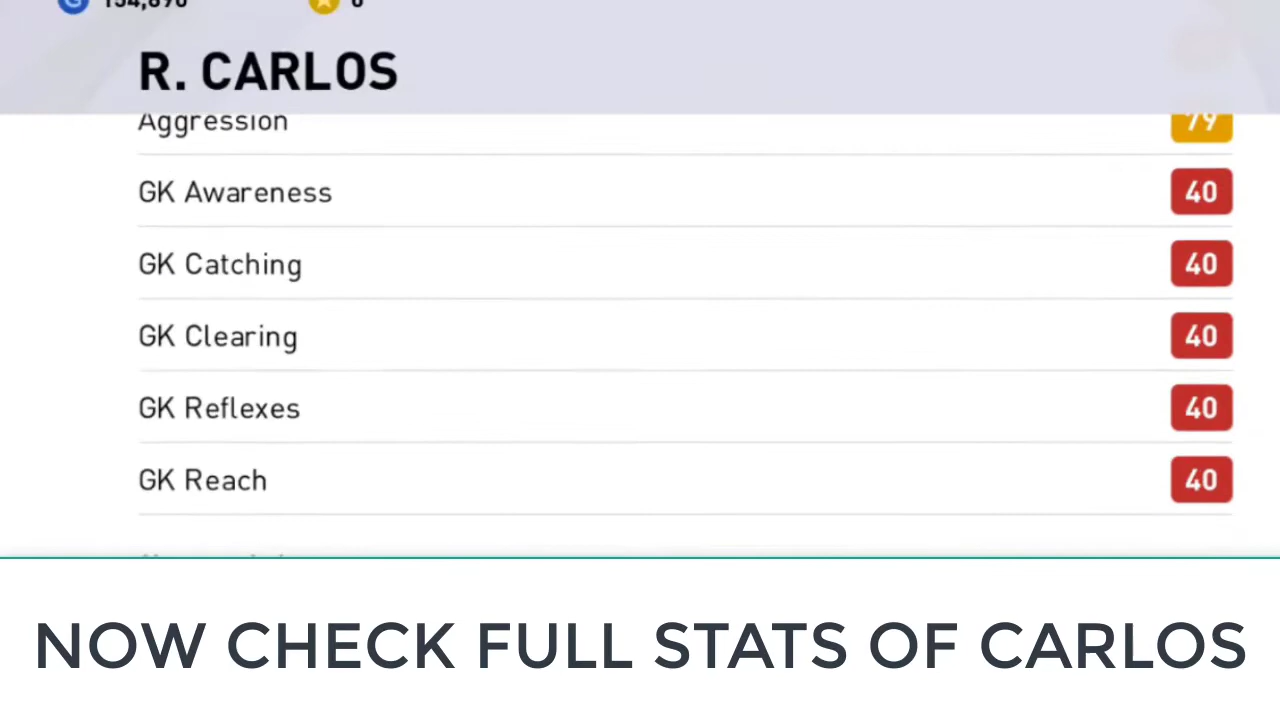 R. CARLOS
Aggression 79
GK Awareness 40
GK Catching 40
GK Clearing 40
GK Reflexes 40
GK Reach 40
NOW CHECK FULL STATS OF CARLOS